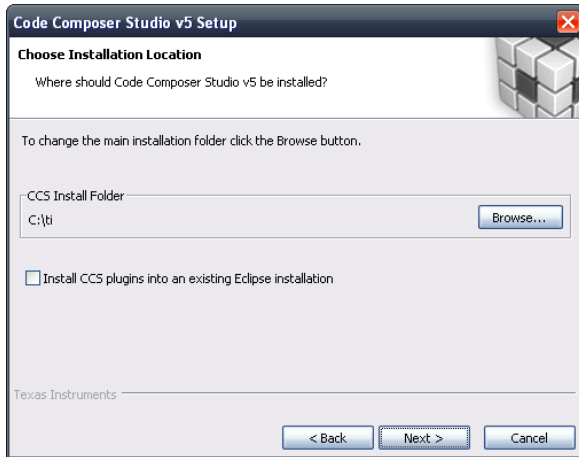 Code Composer Studio v5 Setup
Choose Installation Location
Where should Code Composer Studio v5 be installed?
To change the main installation folder click the Browse button.
CCS Install Folder
C:\ti
Browse...
Install CCS plugins into an existing Eclipse installation
Texas Instruments
< Back Next > Cancel